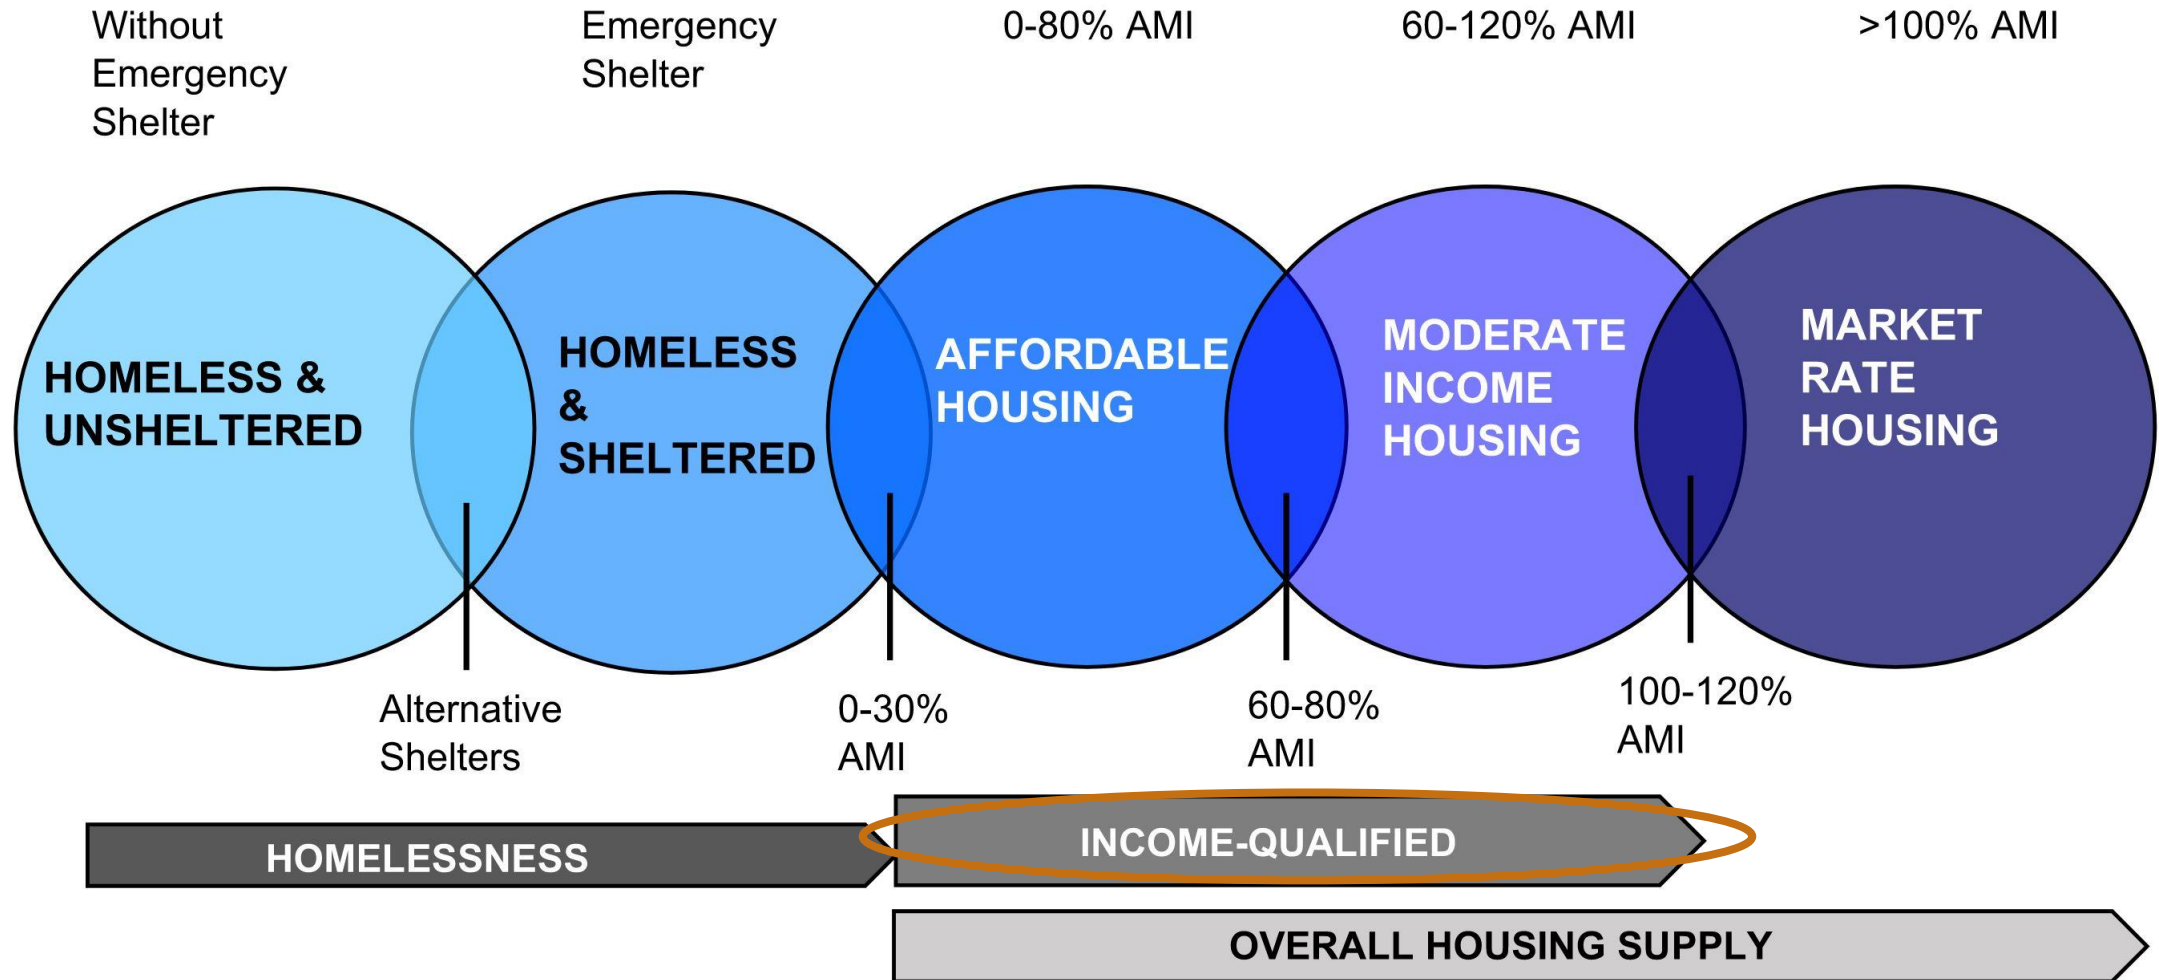 Without
Emergency
Shelter
Emergency
Shelter
0-80% AMI
60-120% AMI
>100% AMI
HOMELESS &
UNSHELTERED
HOMELESS
&
SHELTERED
AFFORDABLE
HOUSING
MODERATE
INCOME
HOUSING
MARKET
RATE
HOUSING
Alternative
Shelters
0-30%
AMI
60-80%
AMI
100-120%
AMI
HOMELESSNESS
INCOME-QUALIFIED
OVERALL HOUSING SUPPLY